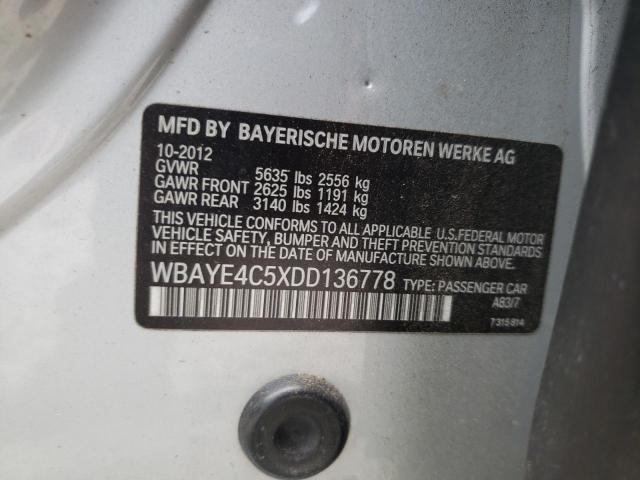 MFD BY BAYERISCHE MOTOREN WERKE AG
10-2012
GVWR 5635 lbs 2556 kg
GAWR FRONT 2625 lbs 1191 kg
GAWR REAR 3140 lbs 1424 kg
THIS VEHICLE CONFORMS TO ALL APPLICABLE U.S.FEDERAL MOTOR
VEHICLE SAFETY, BUMPER AND THEFT PREVENTION STANDARDS
IN EFFECT ON THE DATE OF MANUFACTURE SHOWN ABOVE.
WBAYE4C5XDD136778 TYPE: PASSENGER CAR
A83/7
7315814